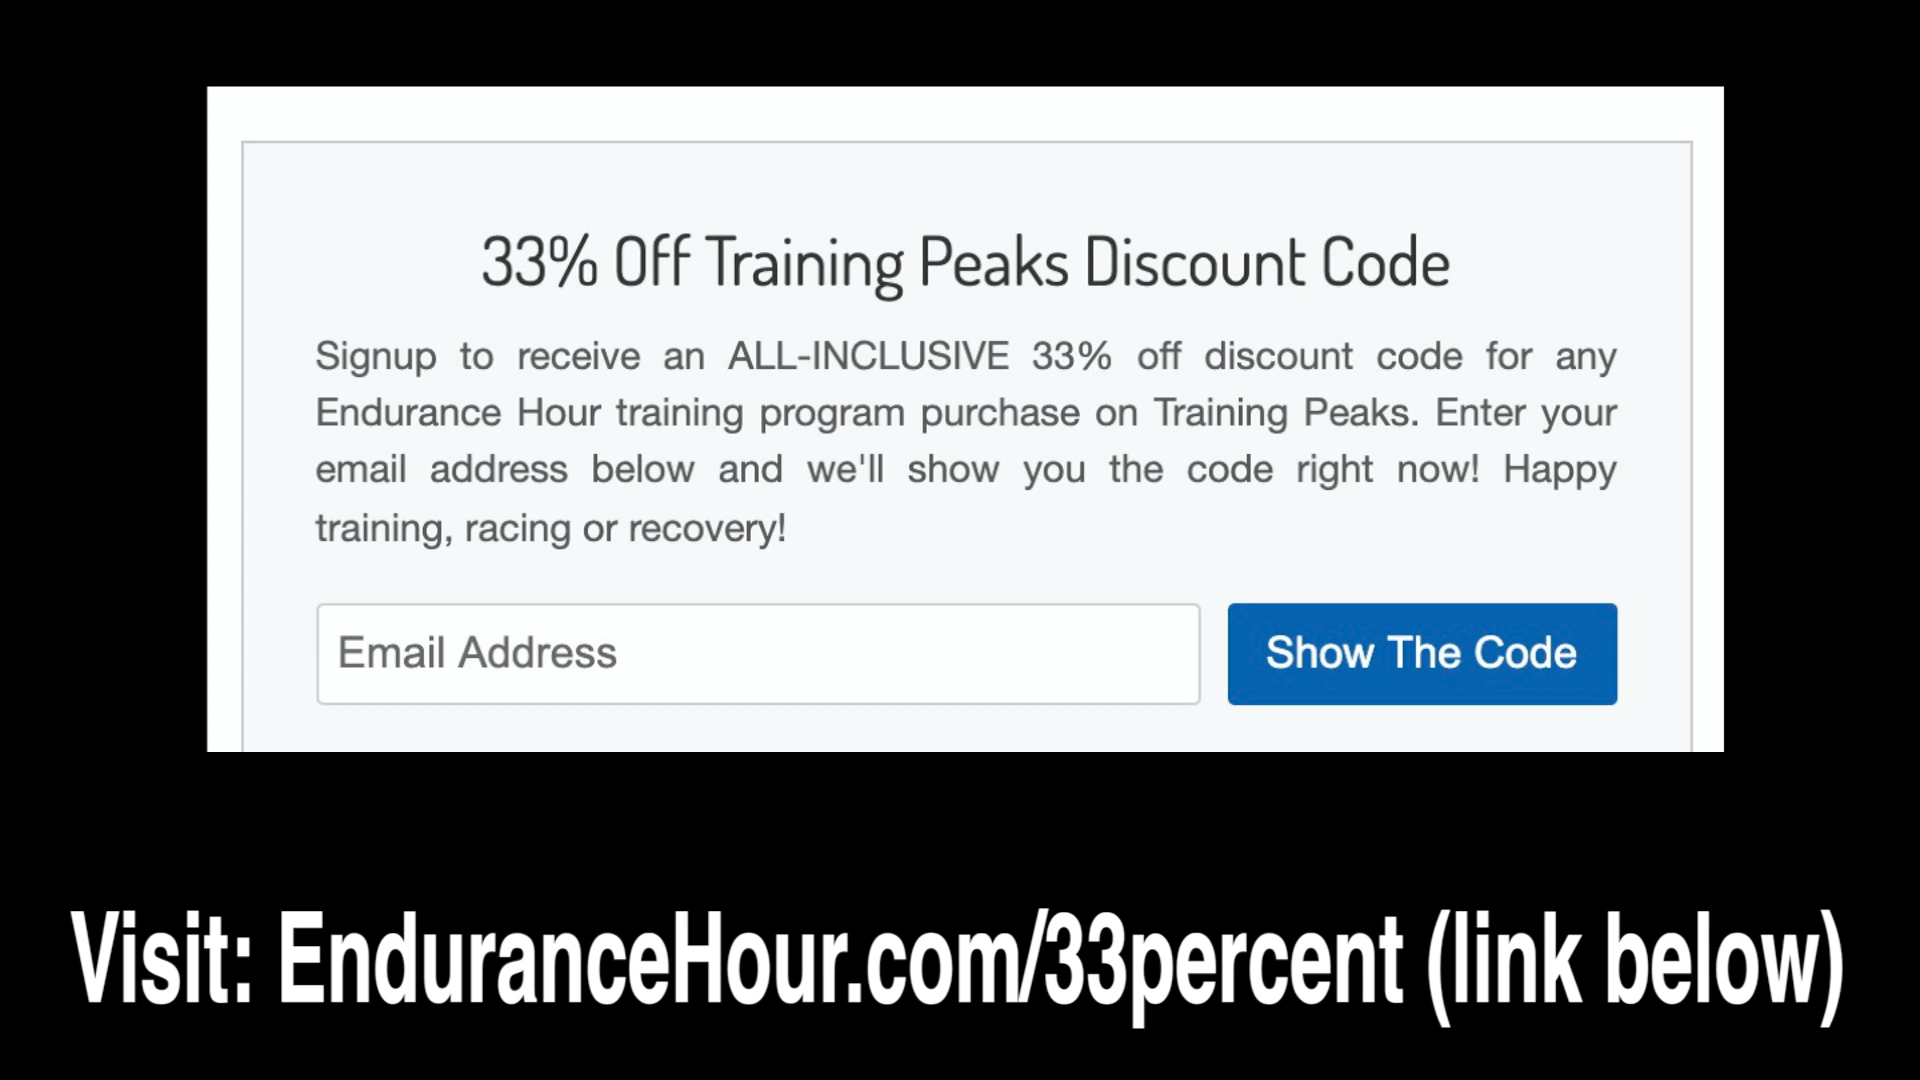 33% Off Training Peaks Discount Code
Signup to receive an ALL-INCLUSIVE 33% off discount code for any
Endurance Hour training program purchase on Training Peaks. Enter your
email address below and we'll show you the code right now! Happy
training, racing or recovery!
Email Address
Show The Code
Visit: EnduranceHour.com/33percent (link below)